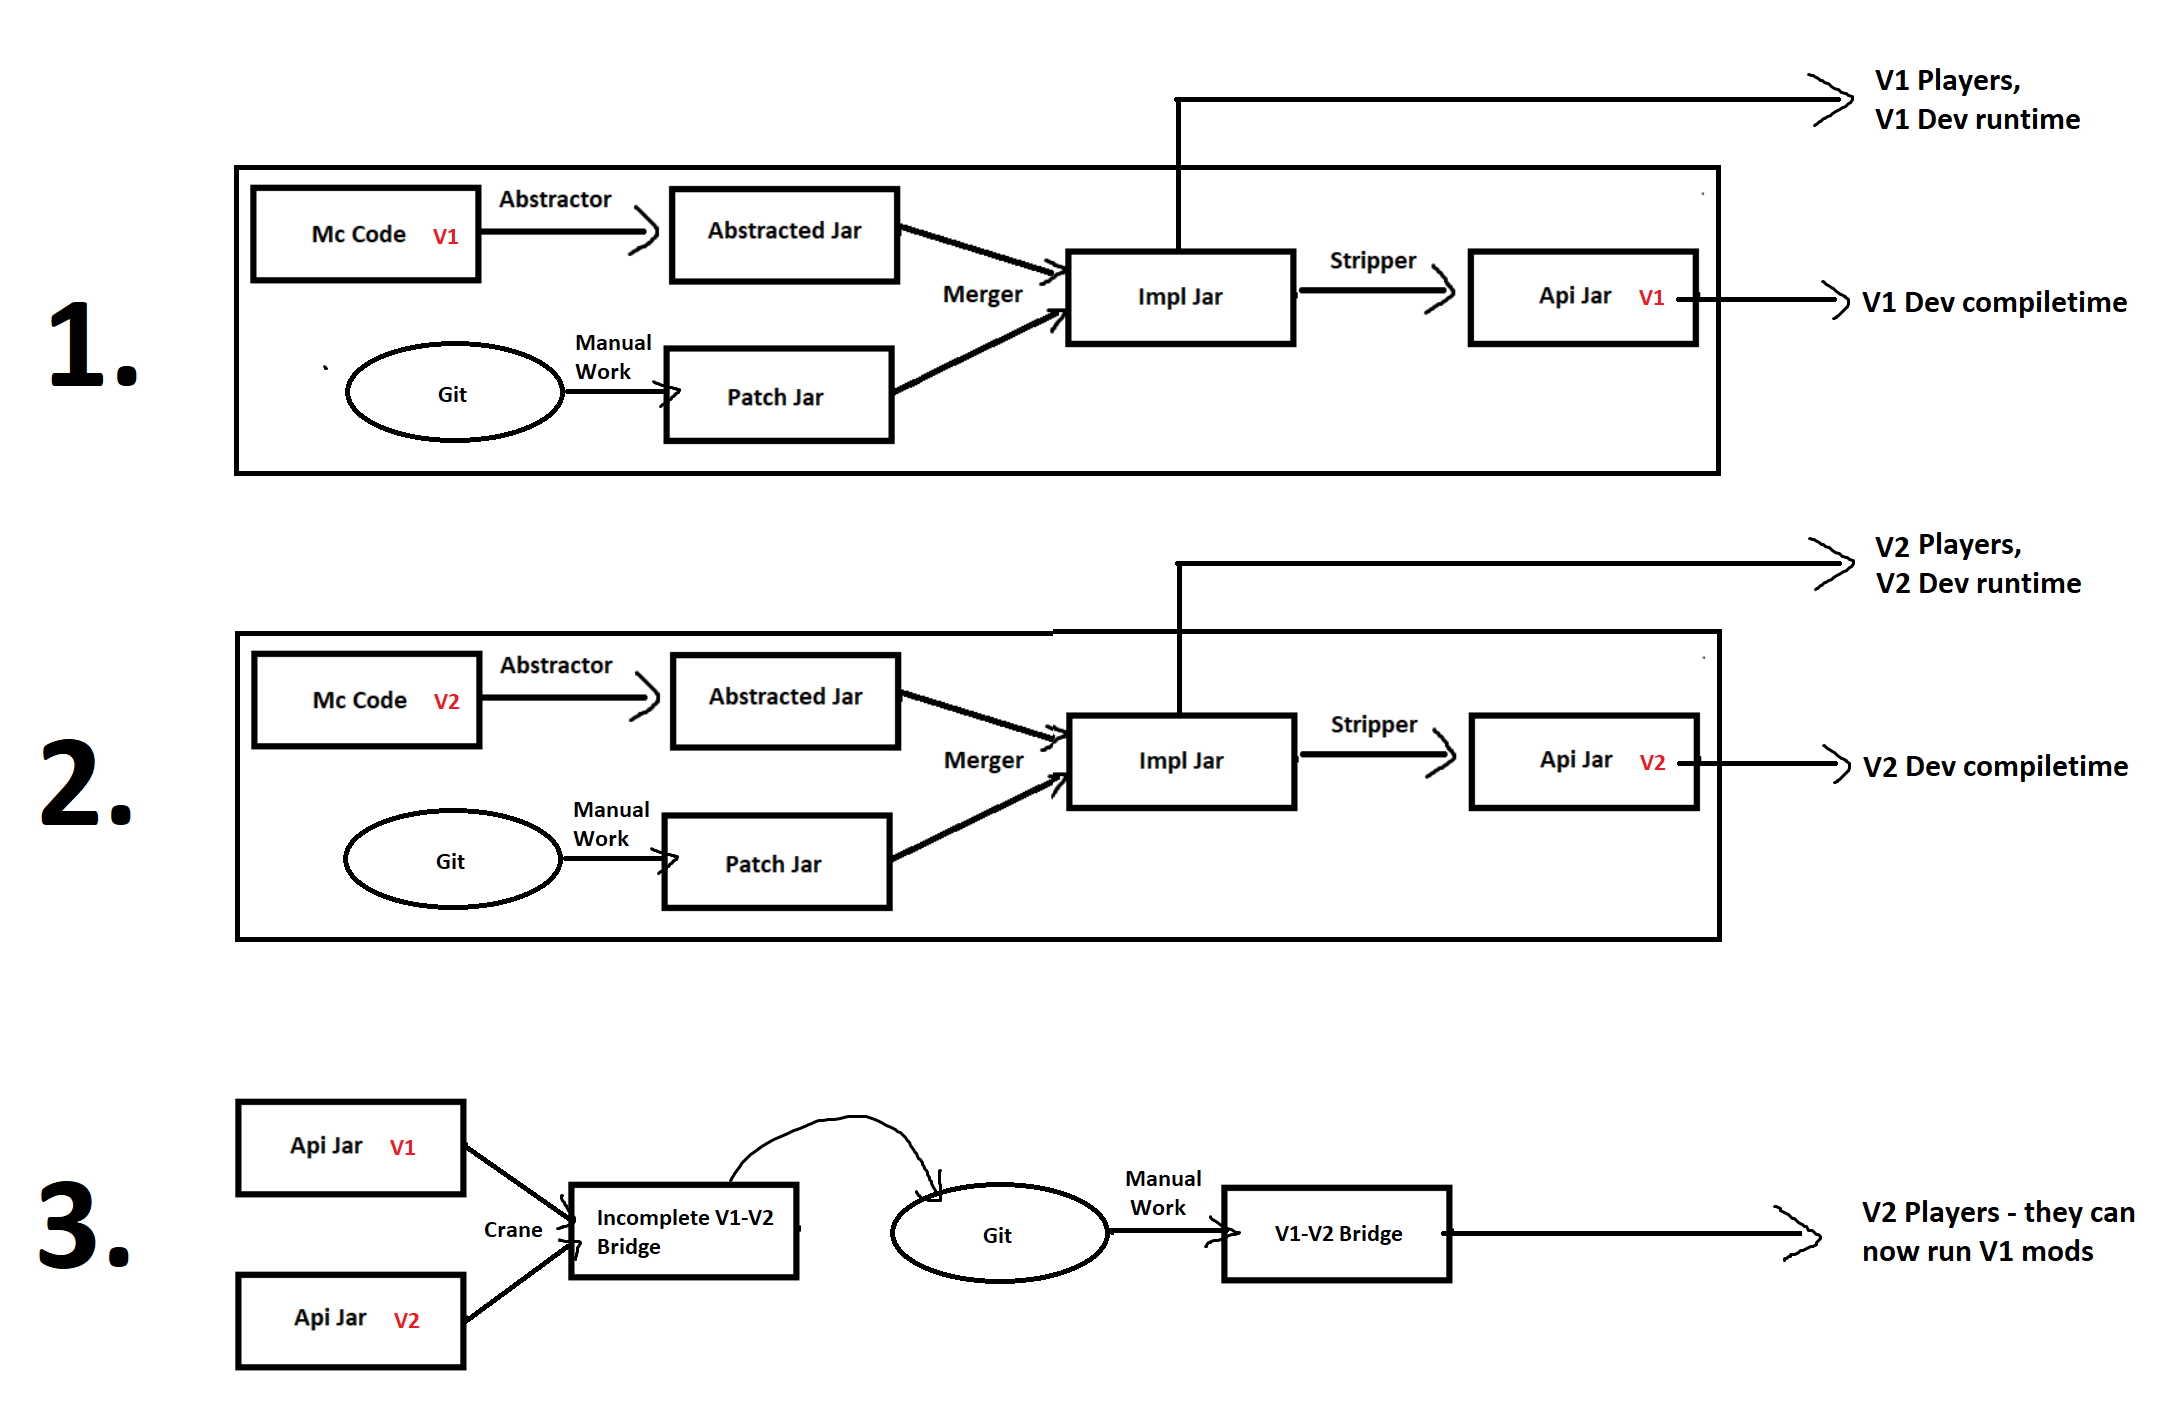 V1 Players,
V1 Dev runtime
1.
Mc Code V1
Abstractor
Abstracted Jar
Merger
Impl Jar
Stripper
Api Jar V1
V1 Dev compiletime
Git
Manual
Work
Patch Jar
V2 Players,
V2 Dev runtime
2.
Mc Code V2
Abstractor
Abstracted Jar
Merger
Impl Jar
Stripper
Api Jar V2
V2 Dev compiletime
Git
Manual
Work
Patch Jar
3.
Api Jar V1
Api Jar V2
Crane
Incomplete V1-V2
Bridge
Git
Manual
Work
V1-V2 Bridge
V2 Players - they can
now run V1 mods